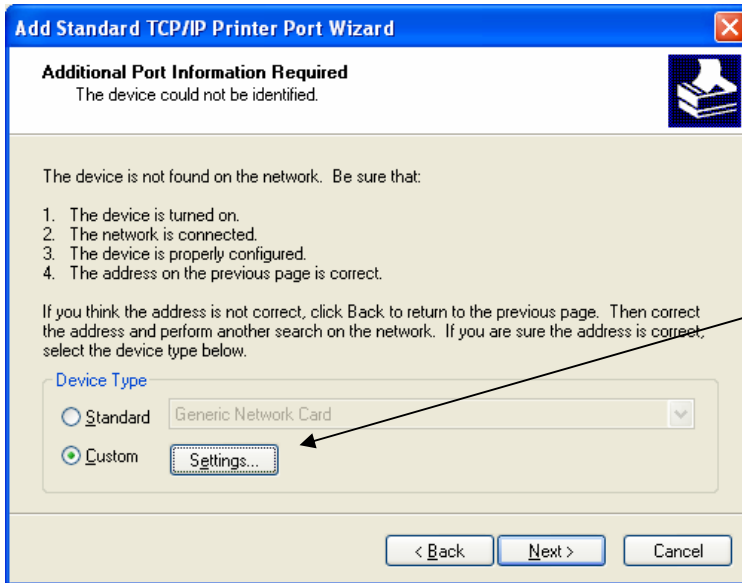 Add Standard TCP/IP Printer Port Wizard
Additional Port Information Required
The device could not be identified.
The device is not found on the network. Be sure that:
1. The device is turned on.
2. The network is connected.
3. The device is properly configured.
4. The address on the previous page is correct.
If you think the address is not correct, click Back to return to the previous page. Then correct
the address and perform another search on the network. If you are sure the address is correct,
select the device type below.
Device Type
Standard Generic Network Card
Custom Settings...
< Back Next > Cancel